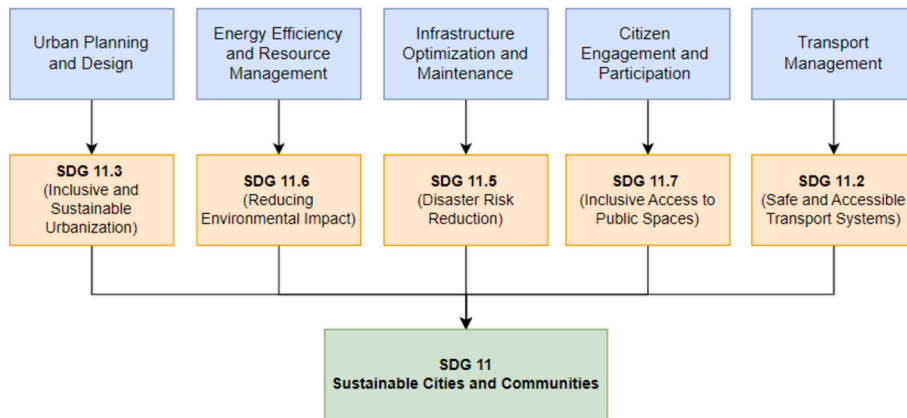 Urban Planning
and Design
Energy Efficiency
and Resource
Management
Infrastructure
Optimization and
Maintenance
Citizen
Engagement and
Participation
Transport
Management
SDG 11.3
(Inclusive and
Sustainable
Urbanization)
SDG 11.6
(Reducing
Environmental Impact)
SDG 11.5
(Disaster Risk
Reduction)
SDG 11.7
(Inclusive Access to
Public Spaces)
SDG 11.2
(Safe and Accessible
Transport Systems)
SDG 11
Sustainable Cities and Communities